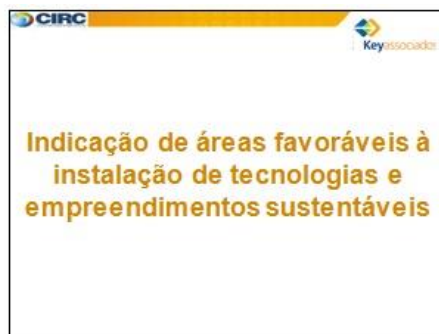 CIRC
Keyassociados
Indicação de áreas favoráveis à
instalação de tecnologias e
empreendimentos sustentáveis